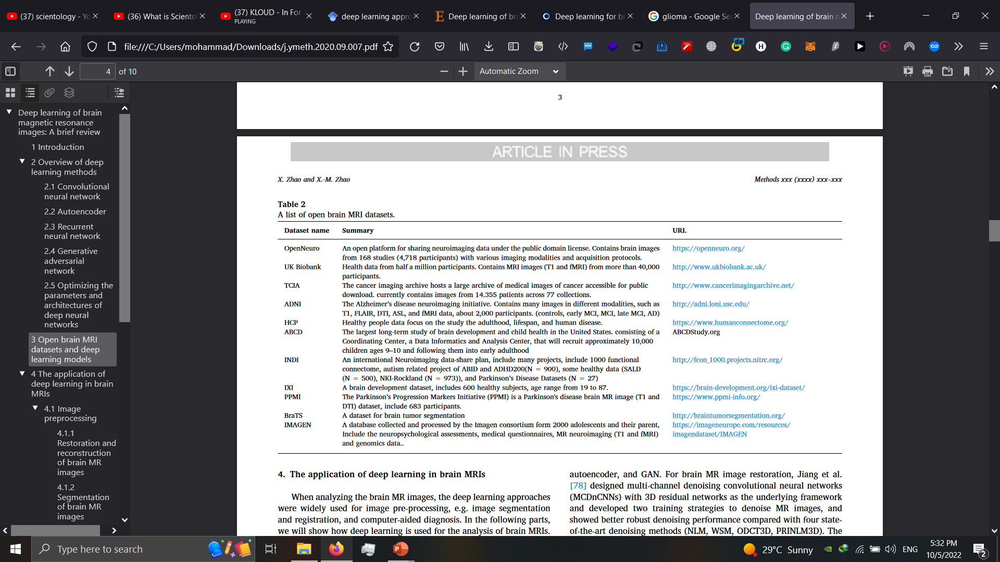 (37) scientology - Yo
(36) What is Sciento
(37) KLOUD - In For
PLAYING
deep learning appro
Deep learning of bra
Deep learning for br
glioma - Google Sea
Deep learning of brain m
file:///C:/Users/mohammad/Downloads/j.ymeth.2020.09.007.pdf
de
4 of 10
Automatic Zoom
Deep learning of brain
magnetic resonance
images: A brief review
1 Introduction
2 Overview of deep
learning methods
2.1 Convolutional
neural network
2.2 Autoencoder
2.3 Recurrent
neural network
2.4 Generative
adversarial
network
2.5 Optimizing the
parameters and
architectures of
deep neural
networks
3 Open brain MRI
datasets and deep
learning models
4 The application of
deep learning in brain
MRIs
4.1 Image
preprocessing
4.1.1
Restoration and
reconstruction
of brain MR
images
4.1.2
Segmentation
of brain MR
images
3
ARTICLE IN PRESS
X. Zhao and X.-M. Zhao
Methods xxx (xxxx) xxx–xxx
Table 2
A list of open brain MRI datasets.
Dataset name Summary URL
OpenNeuro An open platform for sharing neuroimaging data under the public domain license. Contains brain images https://openneuro.org/
from 168 studies (4,718 participants) with various imaging modalities and acquisition protocols.
UK Biobank Health data from half a million participants. Contains MRI images (T1 and fMRI) from more than 40,000 http://www.ukbiobank.ac.uk/
participants.
TCIA The cancer imaging archive hosts a large archive of medical images of cancer accessible for public http://www.cancerimagingarchive.net/
download. currently contains images from 14.355 patients across 77 collections.
ADNI The Alzheimer's disease neuroimaging initiative. Contains many images in different modalities, such as http://adni.loni.usc.edu/
T1, FLAIR, DTI, ASL, and fMRI data, about 2,000 participants. (controls, early MCI, MCI, late MCI, AD)
HCP Healthy people data focus on the study the adulthood, lifespan, and human disease. https://www.humanconnectome.org/
ABCD The largest long-term study of brain development and child health in the United States. consisting of a ABCDStudy.org
Coordinating Center, a Data Informatics and Analysis Center, that will recruit approximately 10,000
children ages 9–10 and following them into early adulthood
INDI An international Neuroimaging data-share plan, include many projects, include 1000 functional http://fcon_1000.projects.nitrc.org/
connectome, autism related project of ABID and ADHD200(N = 900), some healthy data (SALD
(N = 500), NKI-Rockland (N = 973)), and Parkinson's Disease Datasets (N = 27)
IXI A brain development dataset, includes 600 healthy subjects, age range from 19 to 87. https://brain-development.org/ixi-dataset/
PPMI The Parkinson's Progression Markers Initiative (PPMI) is a Parkinson's disease brain MR image (T1 and https://www.ppmi-info.org/
DTI) dataset, include 683 participants.
BraTS A dataset for brain tumor segmentation http://braintumorsegmentation.org/
IMAGEN A database collected and processed by the Imagen consortium form 2000 adolescents and their parent, https://imageneurope.com/resources/
Include the neuropsychological assessments, medical questionnaires, MR neuroimaging (T1 and fMRI) imagendataset/IMAGEN
and genomics data..
4. The application of deep learning in brain MRIs
When analyzing the brain MR images, the deep learning approaches
were widely used for image pre-processing, e.g. image segmentation
and registration, and computer-aided diagnosis. In the following parts,
we will show how deep learning is used for the analysis of brain MRIs.
autoencoder, and GAN. For brain MR image restoration, Jiang et al.
[78] designed multi-channel denoising convolutional neural networks
(MCDnCNNs) with 3D residual networks as the underlying framework
and developed two training strategies to denoise MR images, and
showed better robust denoising performance compared with four state-
of-the-art denoising methods (NLM, WSM, ODCT3D, PRINLM3D). The
Type here to search
29°C Sunny
ENG
5:32 PM
10/5/2022
2